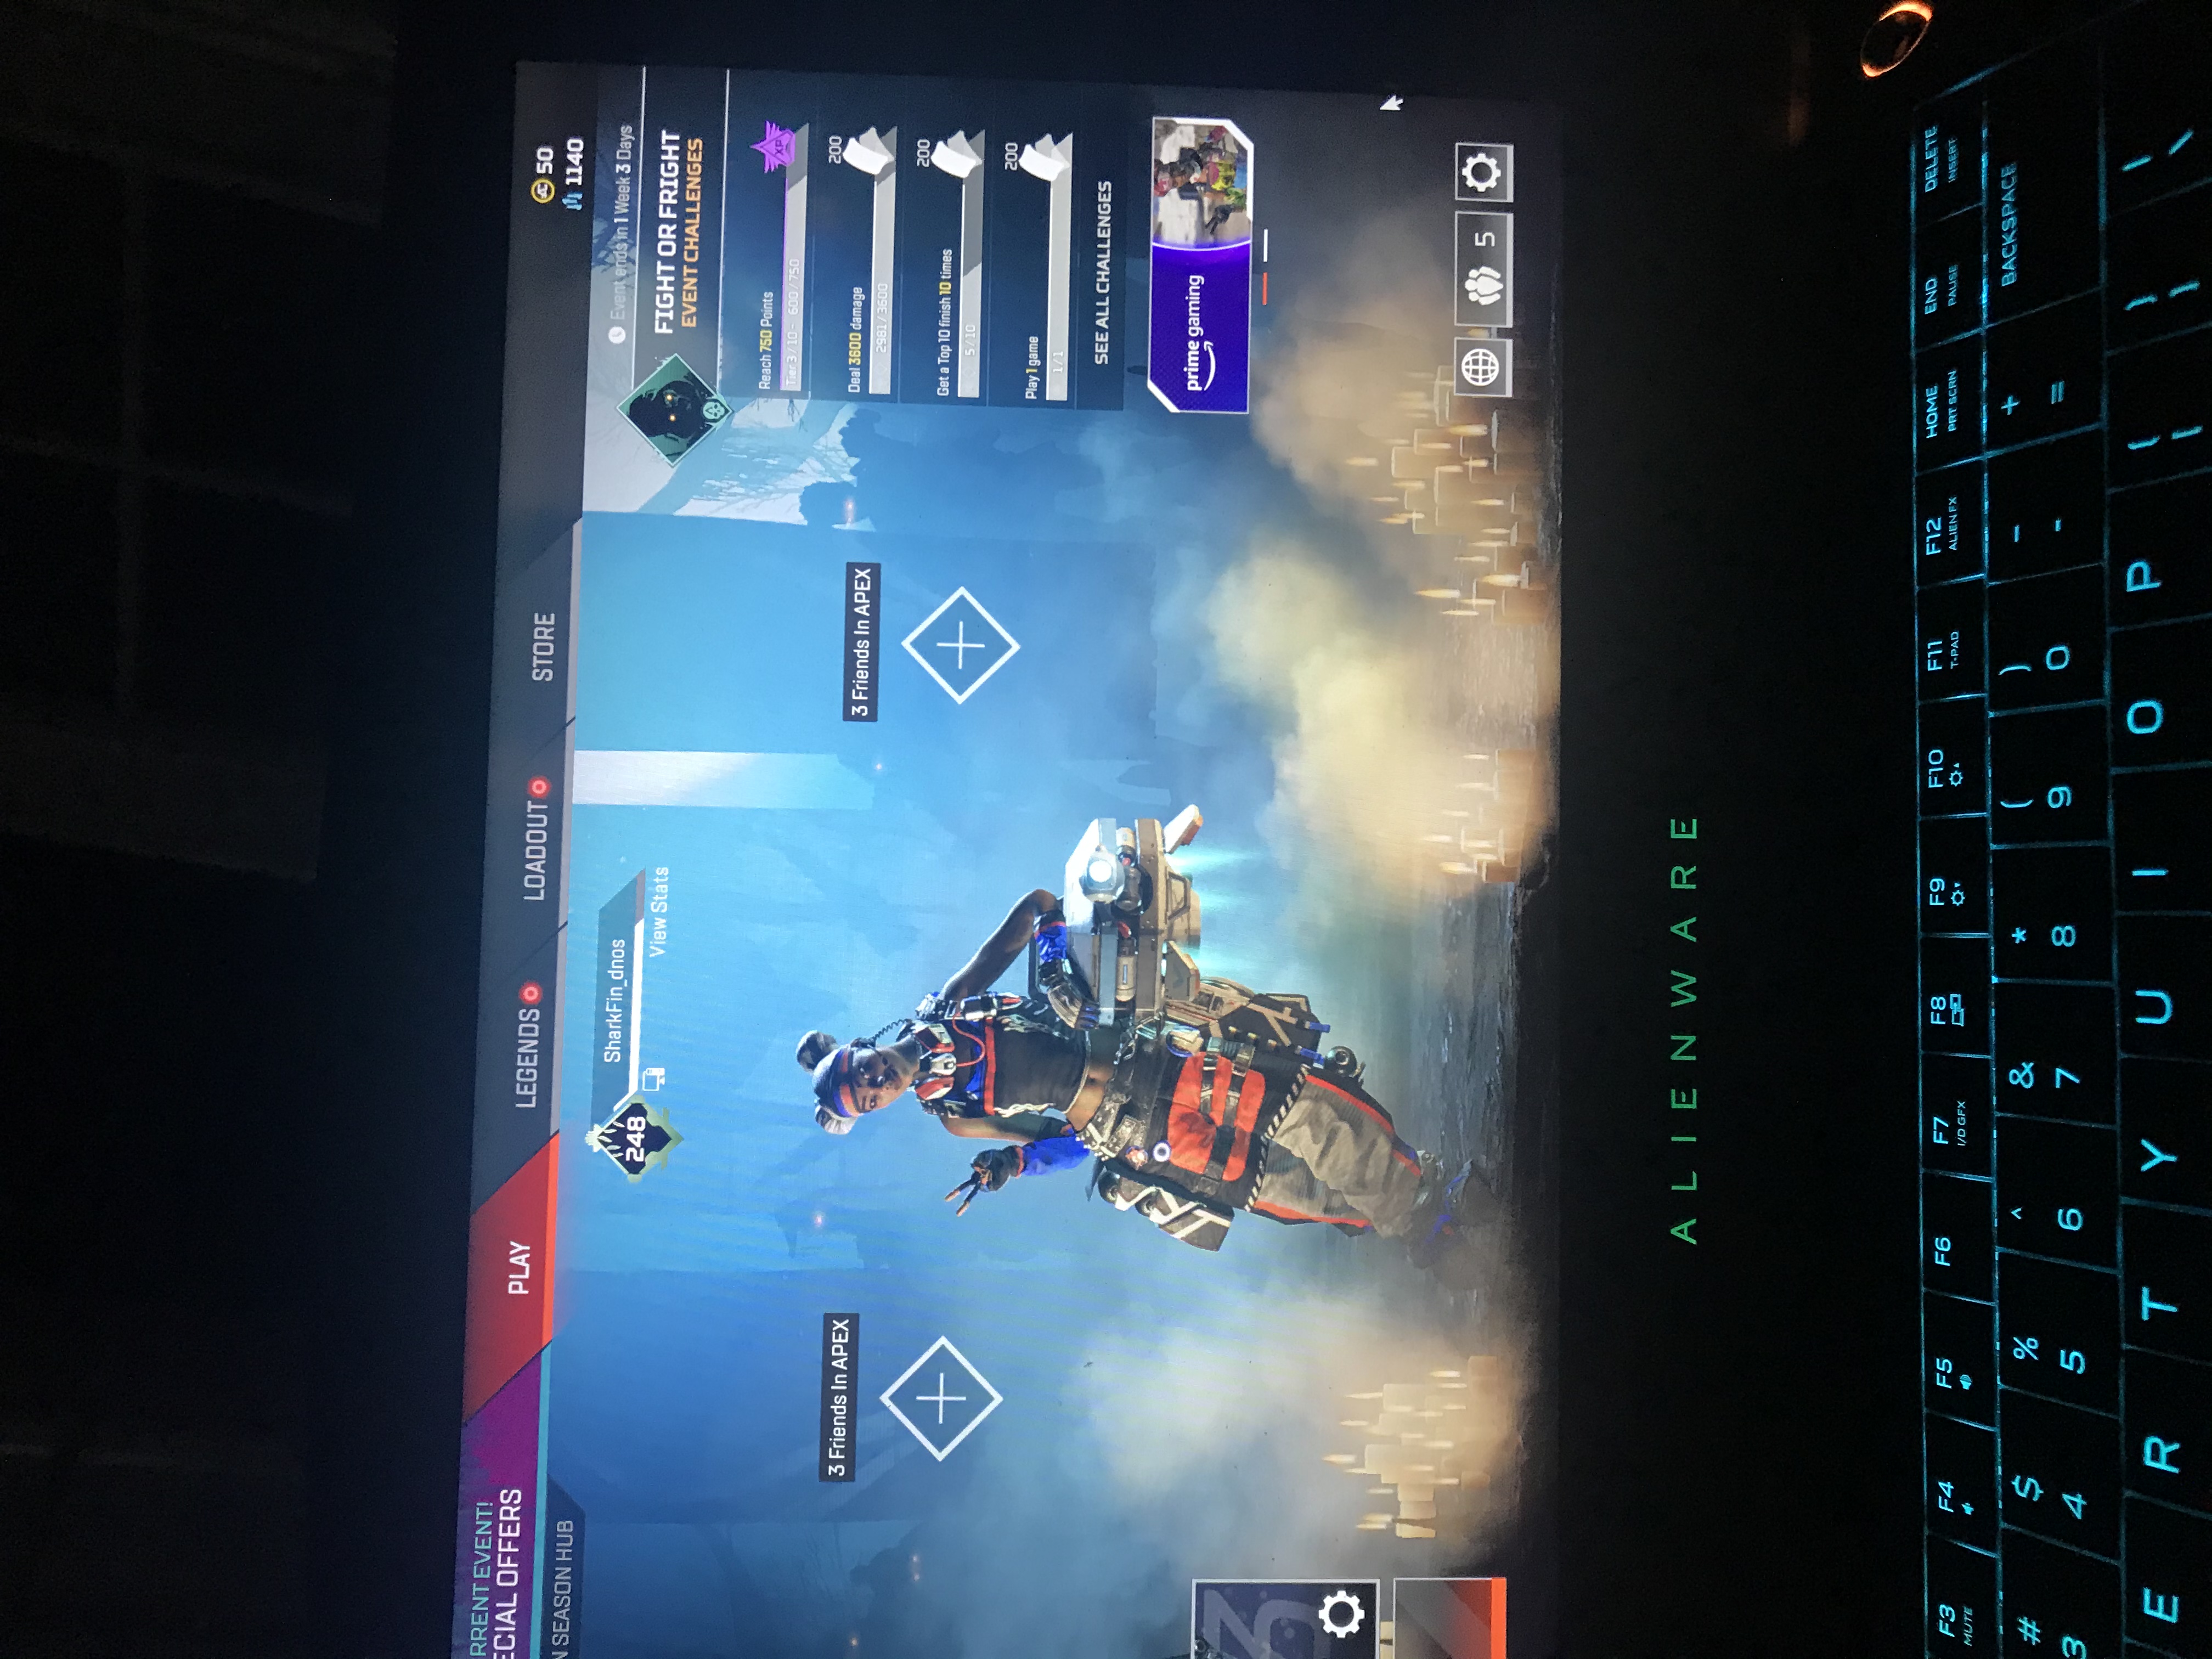 RRENT EVENT!
ECIAL OFFERS
PLAY
LEGENDS
LOADOUT
STORE
50
1140
N SEASON HUB
248
SharkFin_dnos
View Stats
Event ends in 1 Week 3 Days
FIGHT OR FRIGHT
EVENT CHALLENGES
Reach 750 Points
XP
Tier 3 / 10 - 600 / 750
200
Deal 3600 damage
2981 / 3600
200
Get a Top 10 finish 10 times
5 / 10
200
Play 1 game
1 / 1
SEE ALL CHALLENGES
3 Friends In APEX
3 Friends In APEX
prime gaming
5
ALIENWARE
F3 F4 F5 F6 F7 F8 F9 F10 F11 F12 HOME END DELETE
MUTE I/D GFX T-PAD ALIEN FX PRT SCRN PAUSE INSERT
# $ % ^ & * ( ) - + BACKSPACE
3 4 5 6 7 8 9 0 - =
E R T Y U I O P { } |
[ ] \